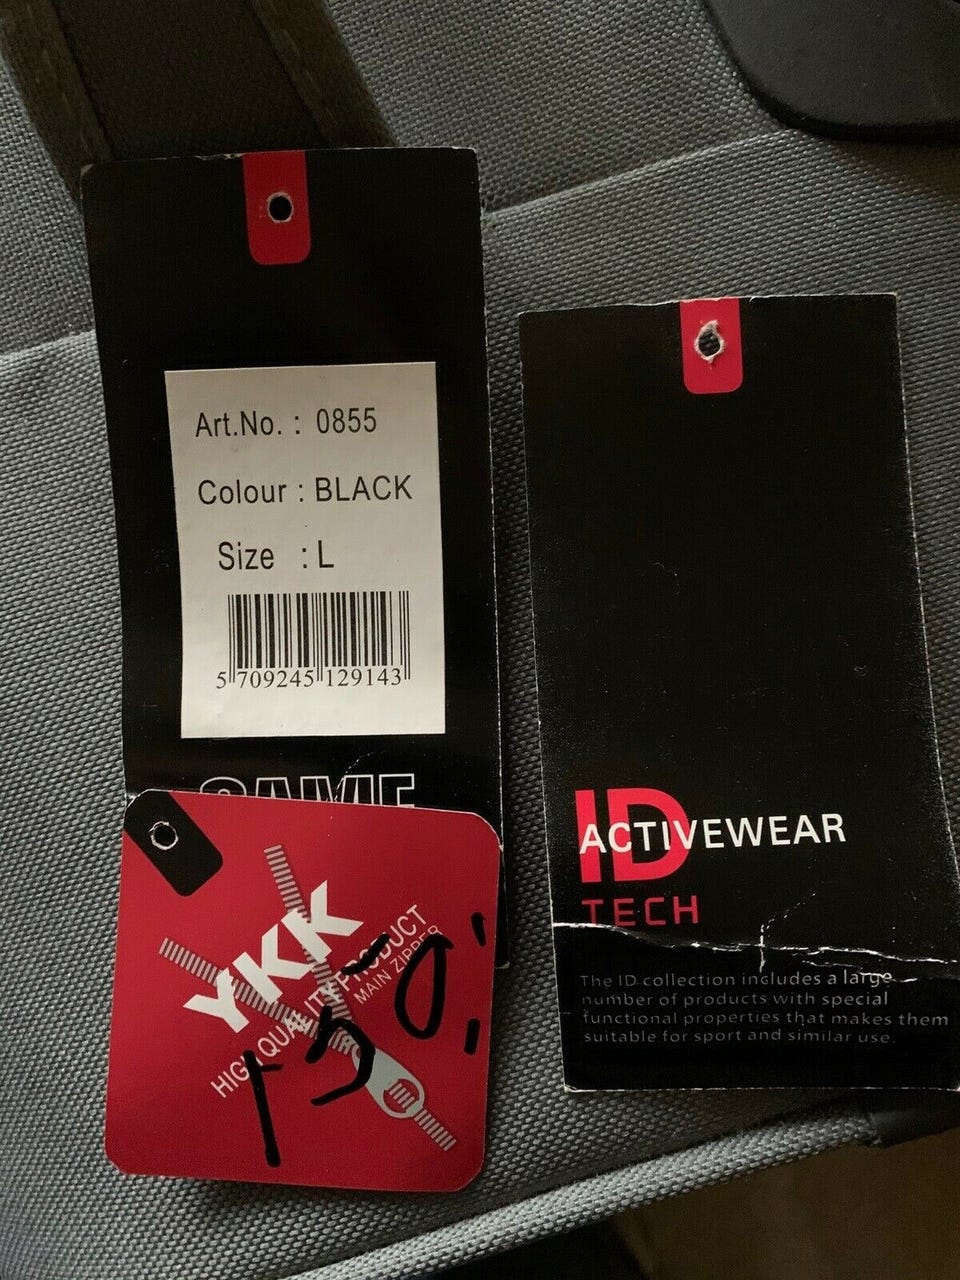 Art.No. : 0855
Colour : BLACK
Size : L
5 709245 129143
GAME
YKK
HIGH QUALITY PRODUCT
MAIN ZIPPER
ID
ACTIVEWEAR
TECH
The ID collection includes a large
number of products with special
functional properties that makes them
suitable for sport and similar use.